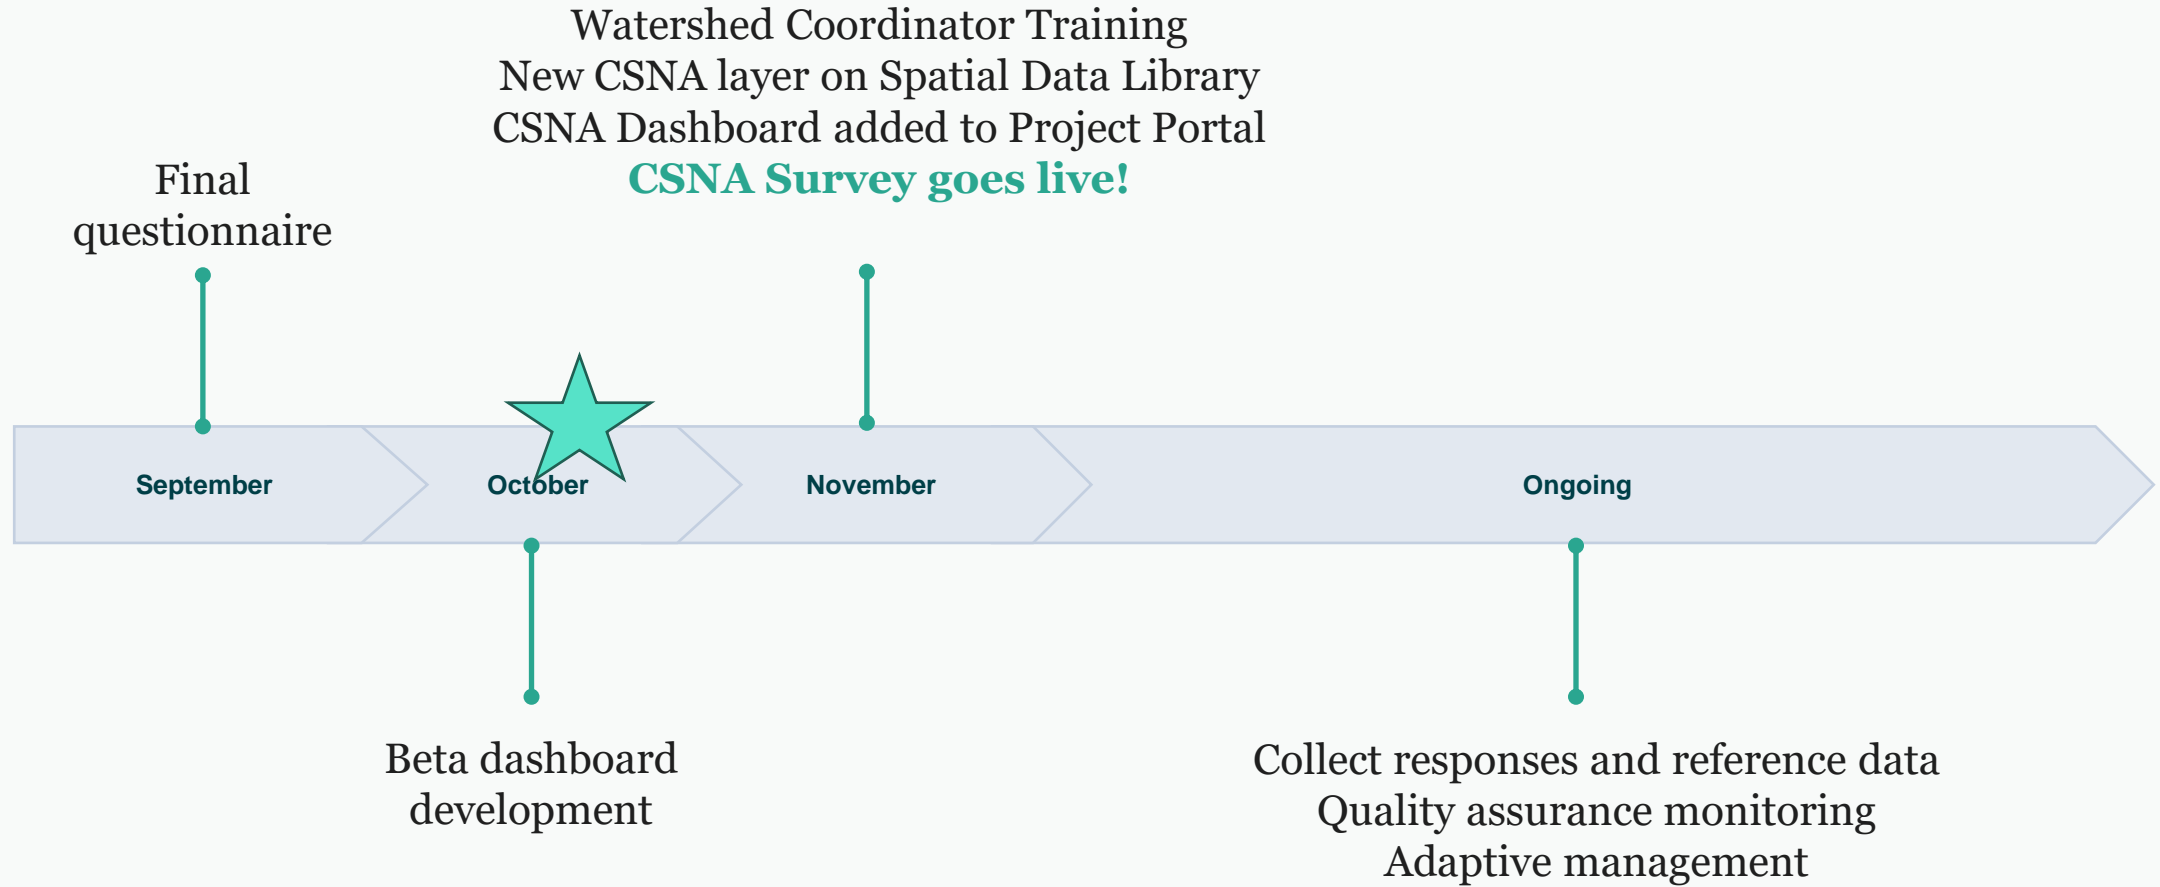 Watershed Coordinator Training
New CSNA layer on Spatial Data Library
CSNA Dashboard added to Project Portal
CSNA Survey goes live!
Final
questionnaire
September
October
November
Ongoing
Beta dashboard
development
Collect responses and reference data
Quality assurance monitoring
Adaptive management